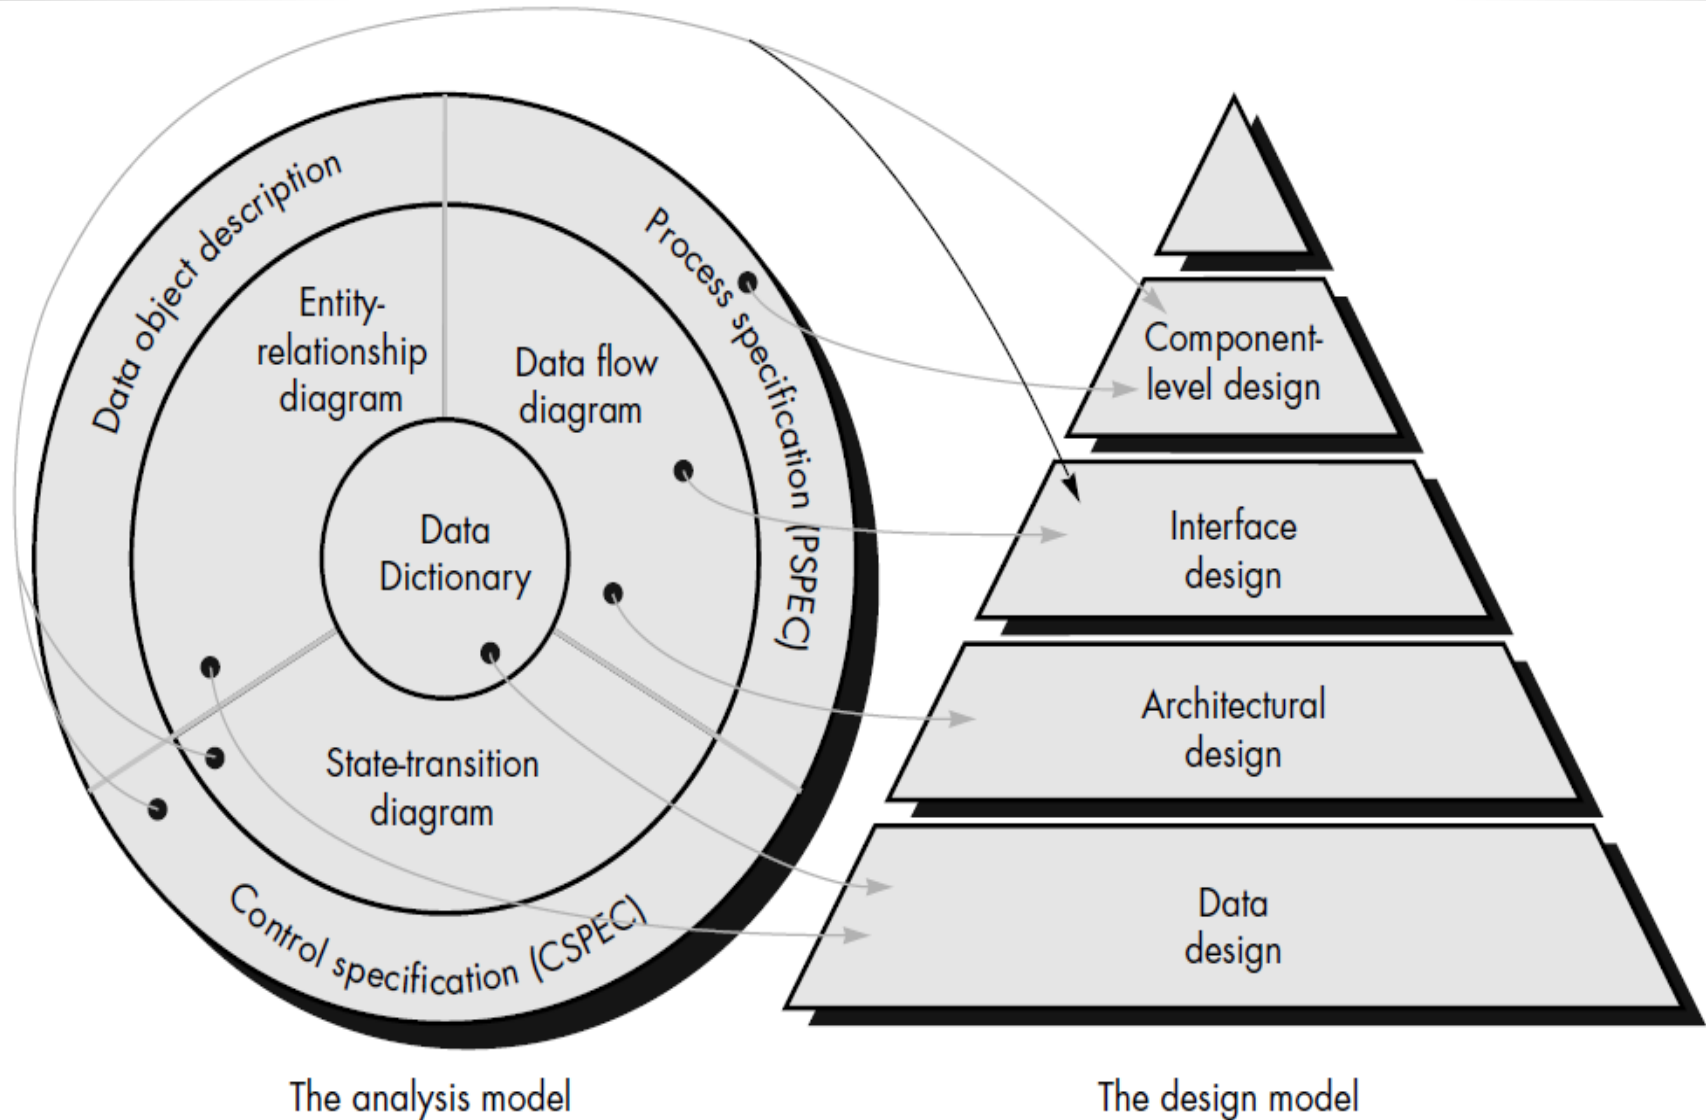 Data object description
Process specification (PSPEC)
Entity-
relationship
diagram
Data flow
diagram
Data
Dictionary
State-transition
diagram
Control specification (CSPEC)
The analysis model
Component-
level design
Interface
design
Architectural
design
Data
design
The design model